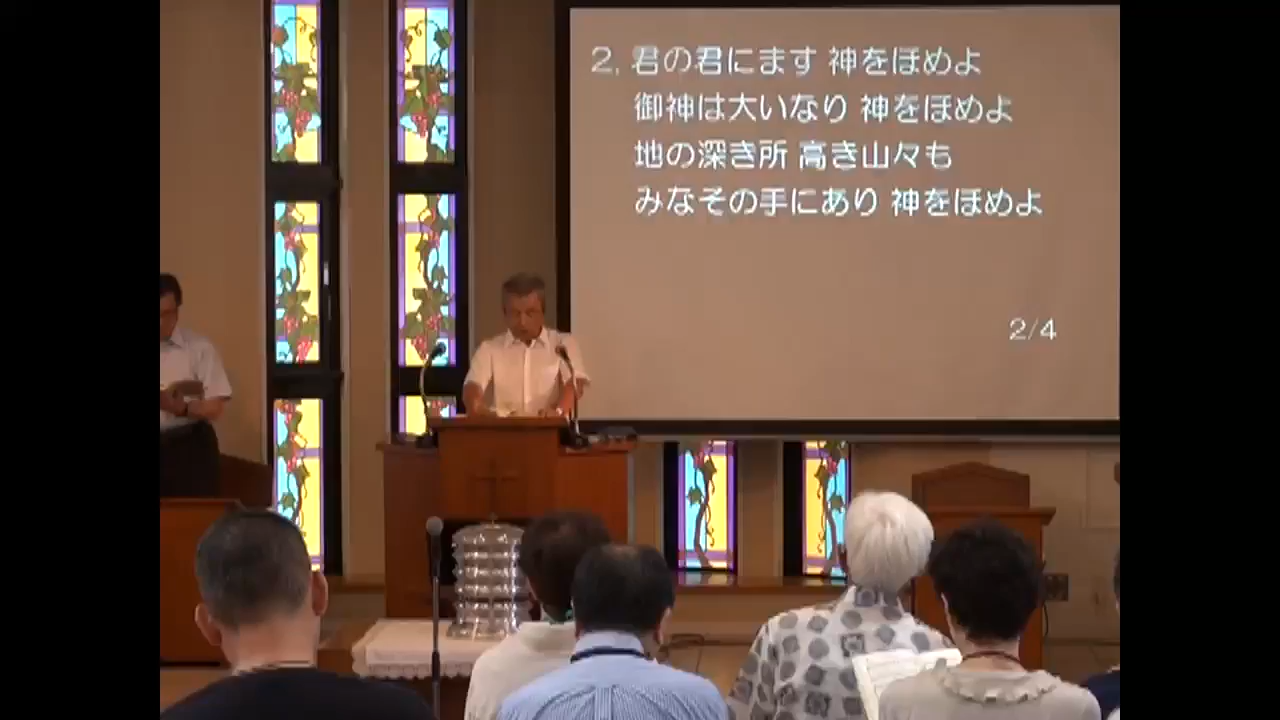 2. 君の君にます 神をほめよ
御神は大いなり 神をほめよ
地の深き所 高き山々も
みなその手にあり 神をほめよ
2/4